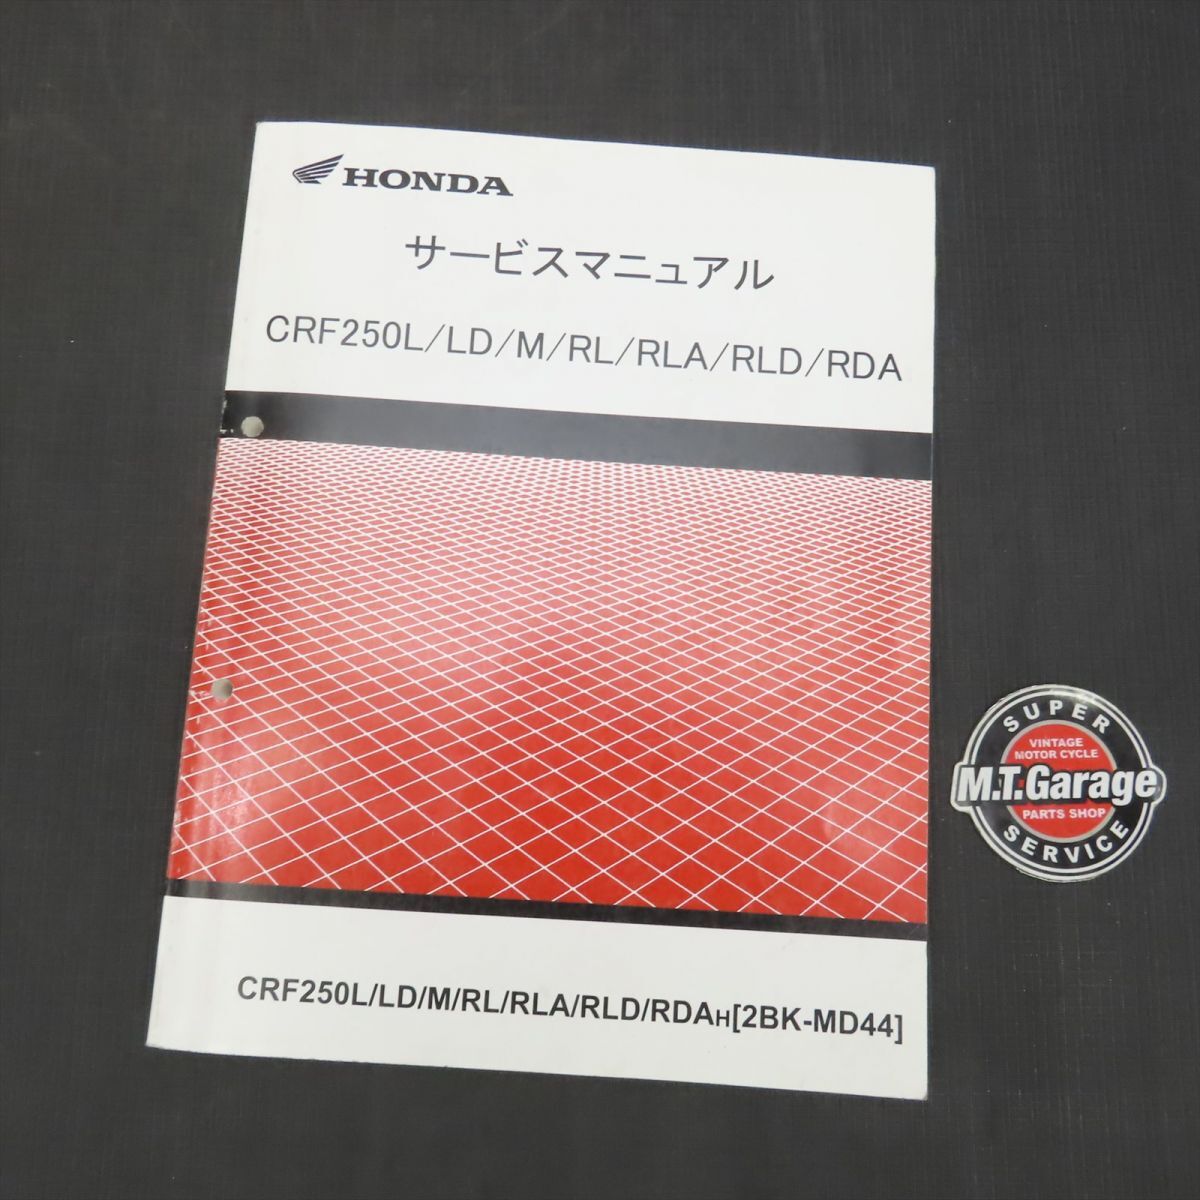 HONDA
サービスマニュアル
CRF250L/LD/M/RL/RLA/RLD/RDA
CRF250L/LD/M/RL/RLA/RLD/RDAH[2BK-MD44]
SUPER
VINTAGE
MOTOR CYCLE
M.T.Garage
PARTS SHOP
SERVICE